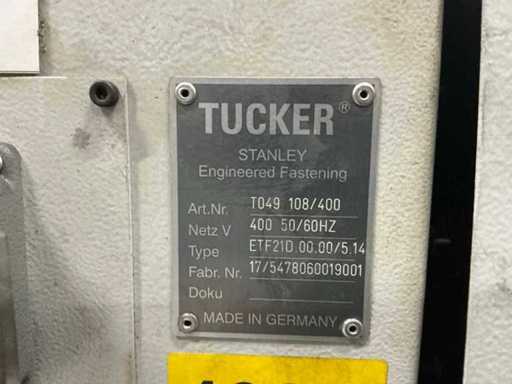 TUCKER®
STANLEY
Engineered Fastening
Art.Nr. T049 108/400
Netz V 400 50/60HZ
Type ETF21D.00.00/5.14
Fabr. Nr. 17/5478060019001
Doku
MADE IN GERMANY